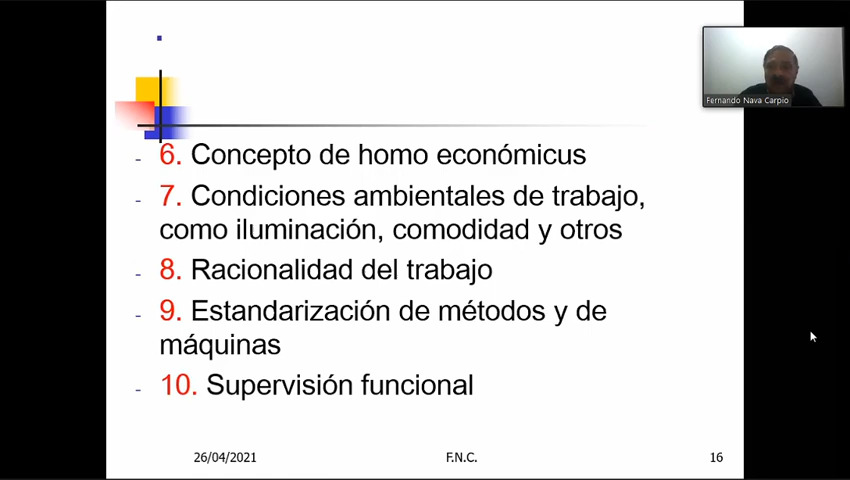 Fernando Nava Carpio
6. Concepto de homo económicus
7. Condiciones ambientales de trabajo,
como iluminación, comodidad y otros
8. Racionalidad del trabajo
9. Estandarización de métodos y de
máquinas
10. Supervisión funcional
26/04/2021 F.N.C. 16